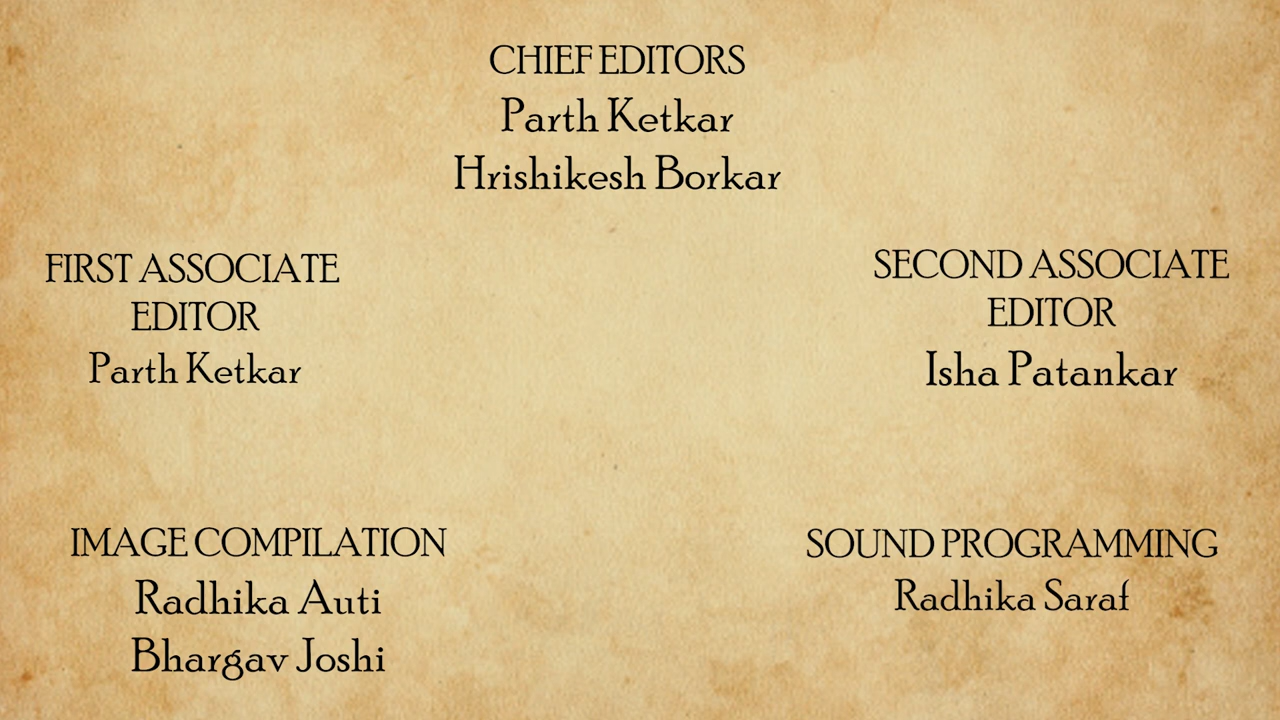 CHIEF EDITORS
Parth Ketkar
Hrishikesh Borkar
FIRST ASSOCIATE
EDITOR
Parth Ketkar
SECOND ASSOCIATE
EDITOR
Isha Patankar
IMAGE COMPILATION
Radhika Auti
Bhargav Joshi
SOUND PROGRAMMING
Radhika Saraf